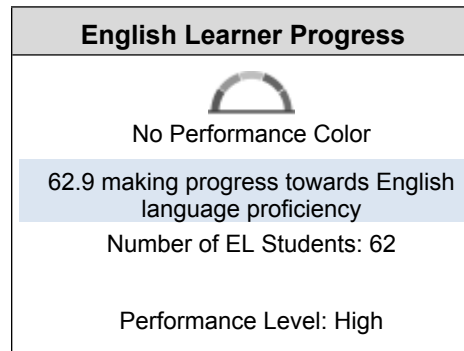 English Learner Progress
No Performance Color
62.9 making progress towards English
language proficiency
Number of EL Students: 62
Performance Level: High